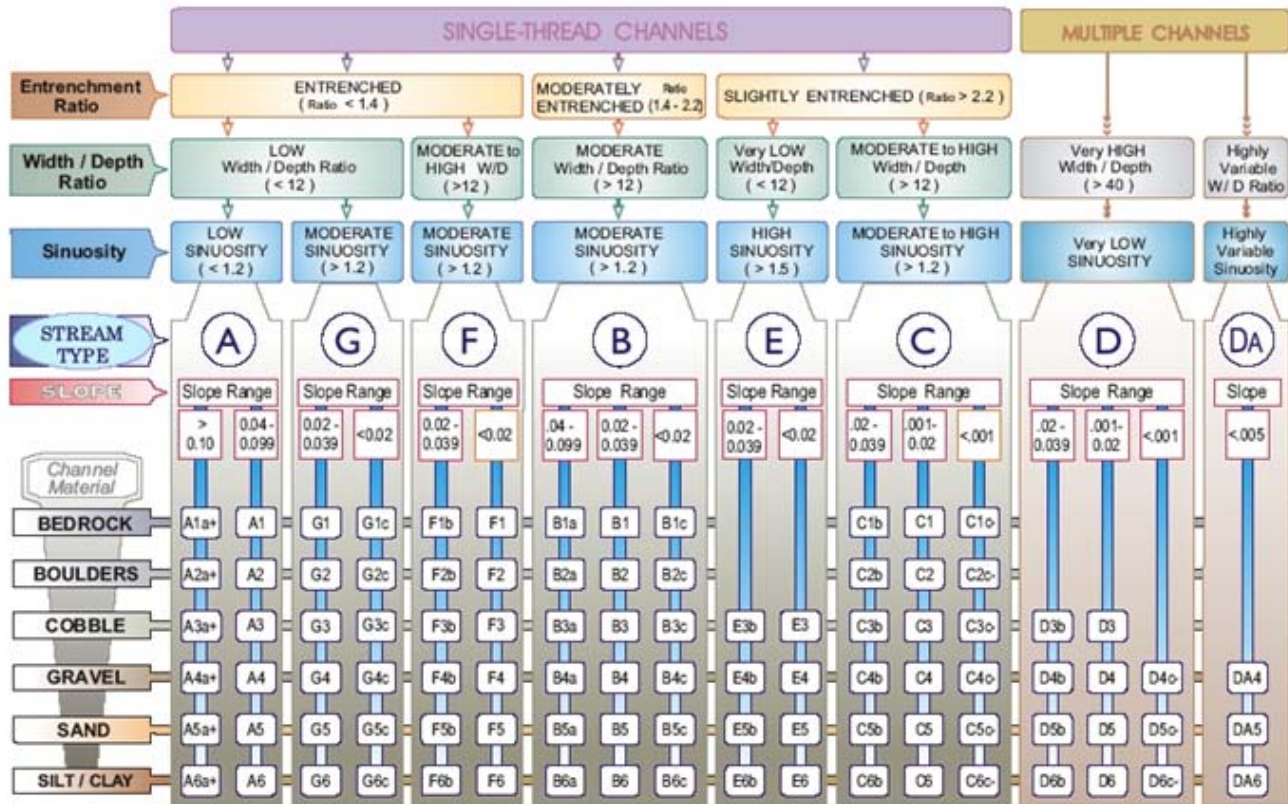 SINGLE-THREAD CHANNELS
MULTIPLE CHANNELS
Entrenchment
Ratio
ENTRENCHED
( Ratio < 1.4 )
MODERATELY Ratio
ENTRENCHED (1.4 - 2.2)
SLIGHTLY ENTRENCHED ( Ratio > 2.2 )
Width / Depth
Ratio
LOW
Width / Depth Ratio
( < 12 )
MODERATE to
HIGH W/D
( >12 )
MODERATE
Width / Depth Ratio
( > 12 )
Very LOW
Width/Depth
( < 12 )
MODERATE to HIGH
Width / Depth
( > 12 )
Very HIGH
Width / Depth
( > 40 )
Highly
Variable
W/ D Ratio
Sinuosity
LOW
SINUOSITY
( < 1.2 )
MODERATE
SINUOSITY
( > 1.2 )
MODERATE
SINUOSITY
( > 1.2 )
MODERATE
SINUOSITY
( > 1.2 )
HIGH
SINUOSITY
( > 1.5 )
MODERATE to HIGH
SINUOSITY
( > 1.2 )
Very LOW
SINUOSITY
Highly
Variable
Sinuosity
STREAM
TYPE
A G F B E C D DA
SLOPE
Slope Range Slope Range Slope Range Slope Range Slope Range Slope Range Slope Range Slope
>
0.10
0.04 -
0.099
0.02 -
0.039
<0.02
0.02 -
0.039
<0.02
.04 -
0.099
0.02 -
0.039
<0.02
0.02 -
0.039
<0.02
.02 -
0.039
.001-
0.02
<.001
.02 -
0.039
.001-
0.02
<.001
<.005
Channel
Material
BEDROCK A1a+ A1 G1 G1c F1b F1 B1a B1 B1c C1b C1 C1c-
BOULDERS A2a+ A2 G2 G2c F2b F2 B2a B2 B2c C2b C2 C2c-
COBBLE A3a+ A3 G3 G3c F3b F3 B3a B3 B3c E3b E3 C3b C3 C3c- D3b D3
GRAVEL A4a+ A4 G4 G4c F4b F4 B4a B4 B4c E4b E4 C4b C4 C4c- D4b D4 D4c- DA4
SAND A5a+ A5 G5 G5c F5b F5 B5a B5 B5c E5b E5 C5b C5 C5c- D5b D5 D5c- DA5
SILT / CLAY A6a+ A6 G6 G6c F6b F6 B6a B6 B6c E6b E6 C6b C6 C6c- D6b D6 D6c- DA6